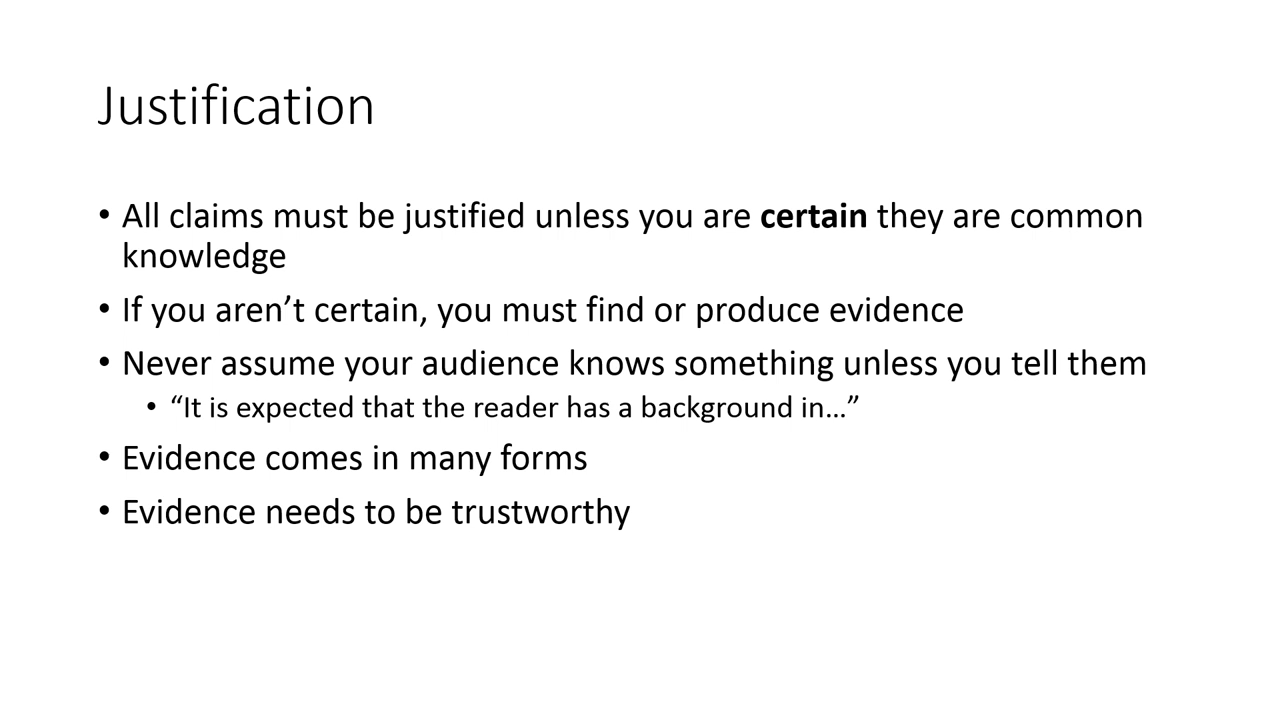 Justification
• All claims must be justified unless you are certain they are common
knowledge
• If you aren’t certain, you must find or produce evidence
• Never assume your audience knows something unless you tell them
• “It is expected that the reader has a background in…”
• Evidence comes in many forms
• Evidence needs to be trustworthy